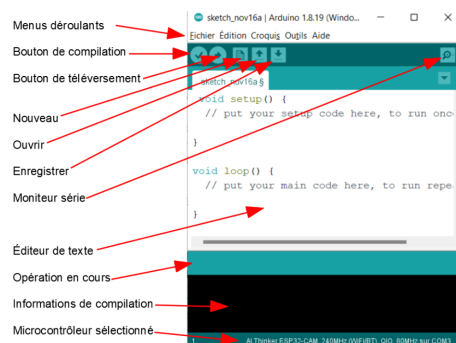 Menus déroulants
Bouton de compilation
Bouton de téléversement
Nouveau
Ouvrir
Enregistrer
Moniteur série
Éditeur de texte
Opération en cours
Informations de compilation
Microcontrôleur sélectionné
sketch_nov16a | Arduino 1.8.19 (Windo...
Fichier Édition Croquis Outils Aide
sketch_nov16a §
void setup() {
// put your setup code here, to run onc
}
void loop() {
// put your main code here, to run repe
}
1
AI Thinker ESP32-CAM, 240MHz (WiFi/BT), QIO, 80MHz sur COM3